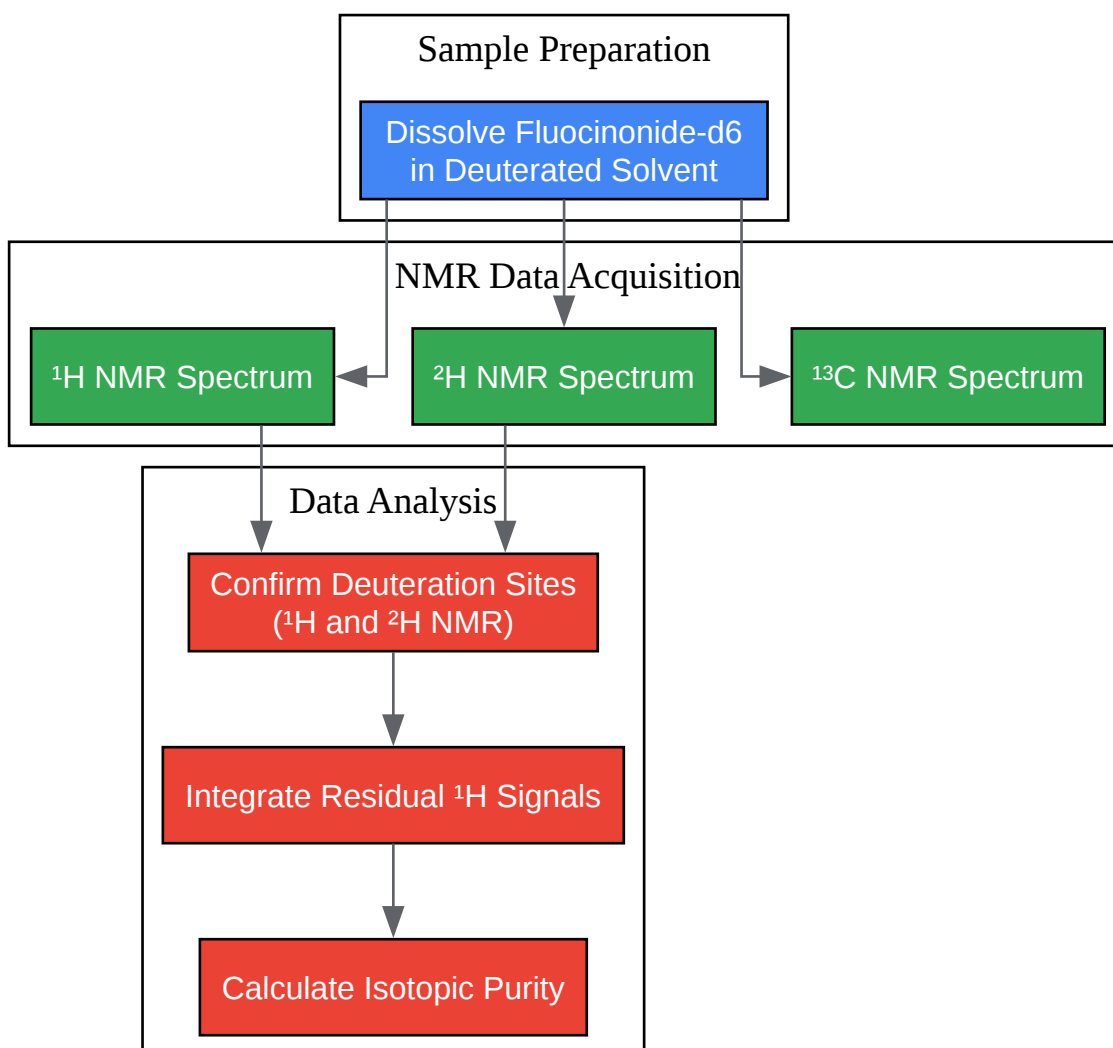 Sample Preparation
Dissolve Fluocinonide-d6
in Deuterated Solvent
NMR Data Acquisition
¹H NMR Spectrum
²H NMR Spectrum
¹³C NMR Spectrum
Data Analysis
Confirm Deuteration Sites
(¹H and ²H NMR)
Integrate Residual ¹H Signals
Calculate Isotopic Purity